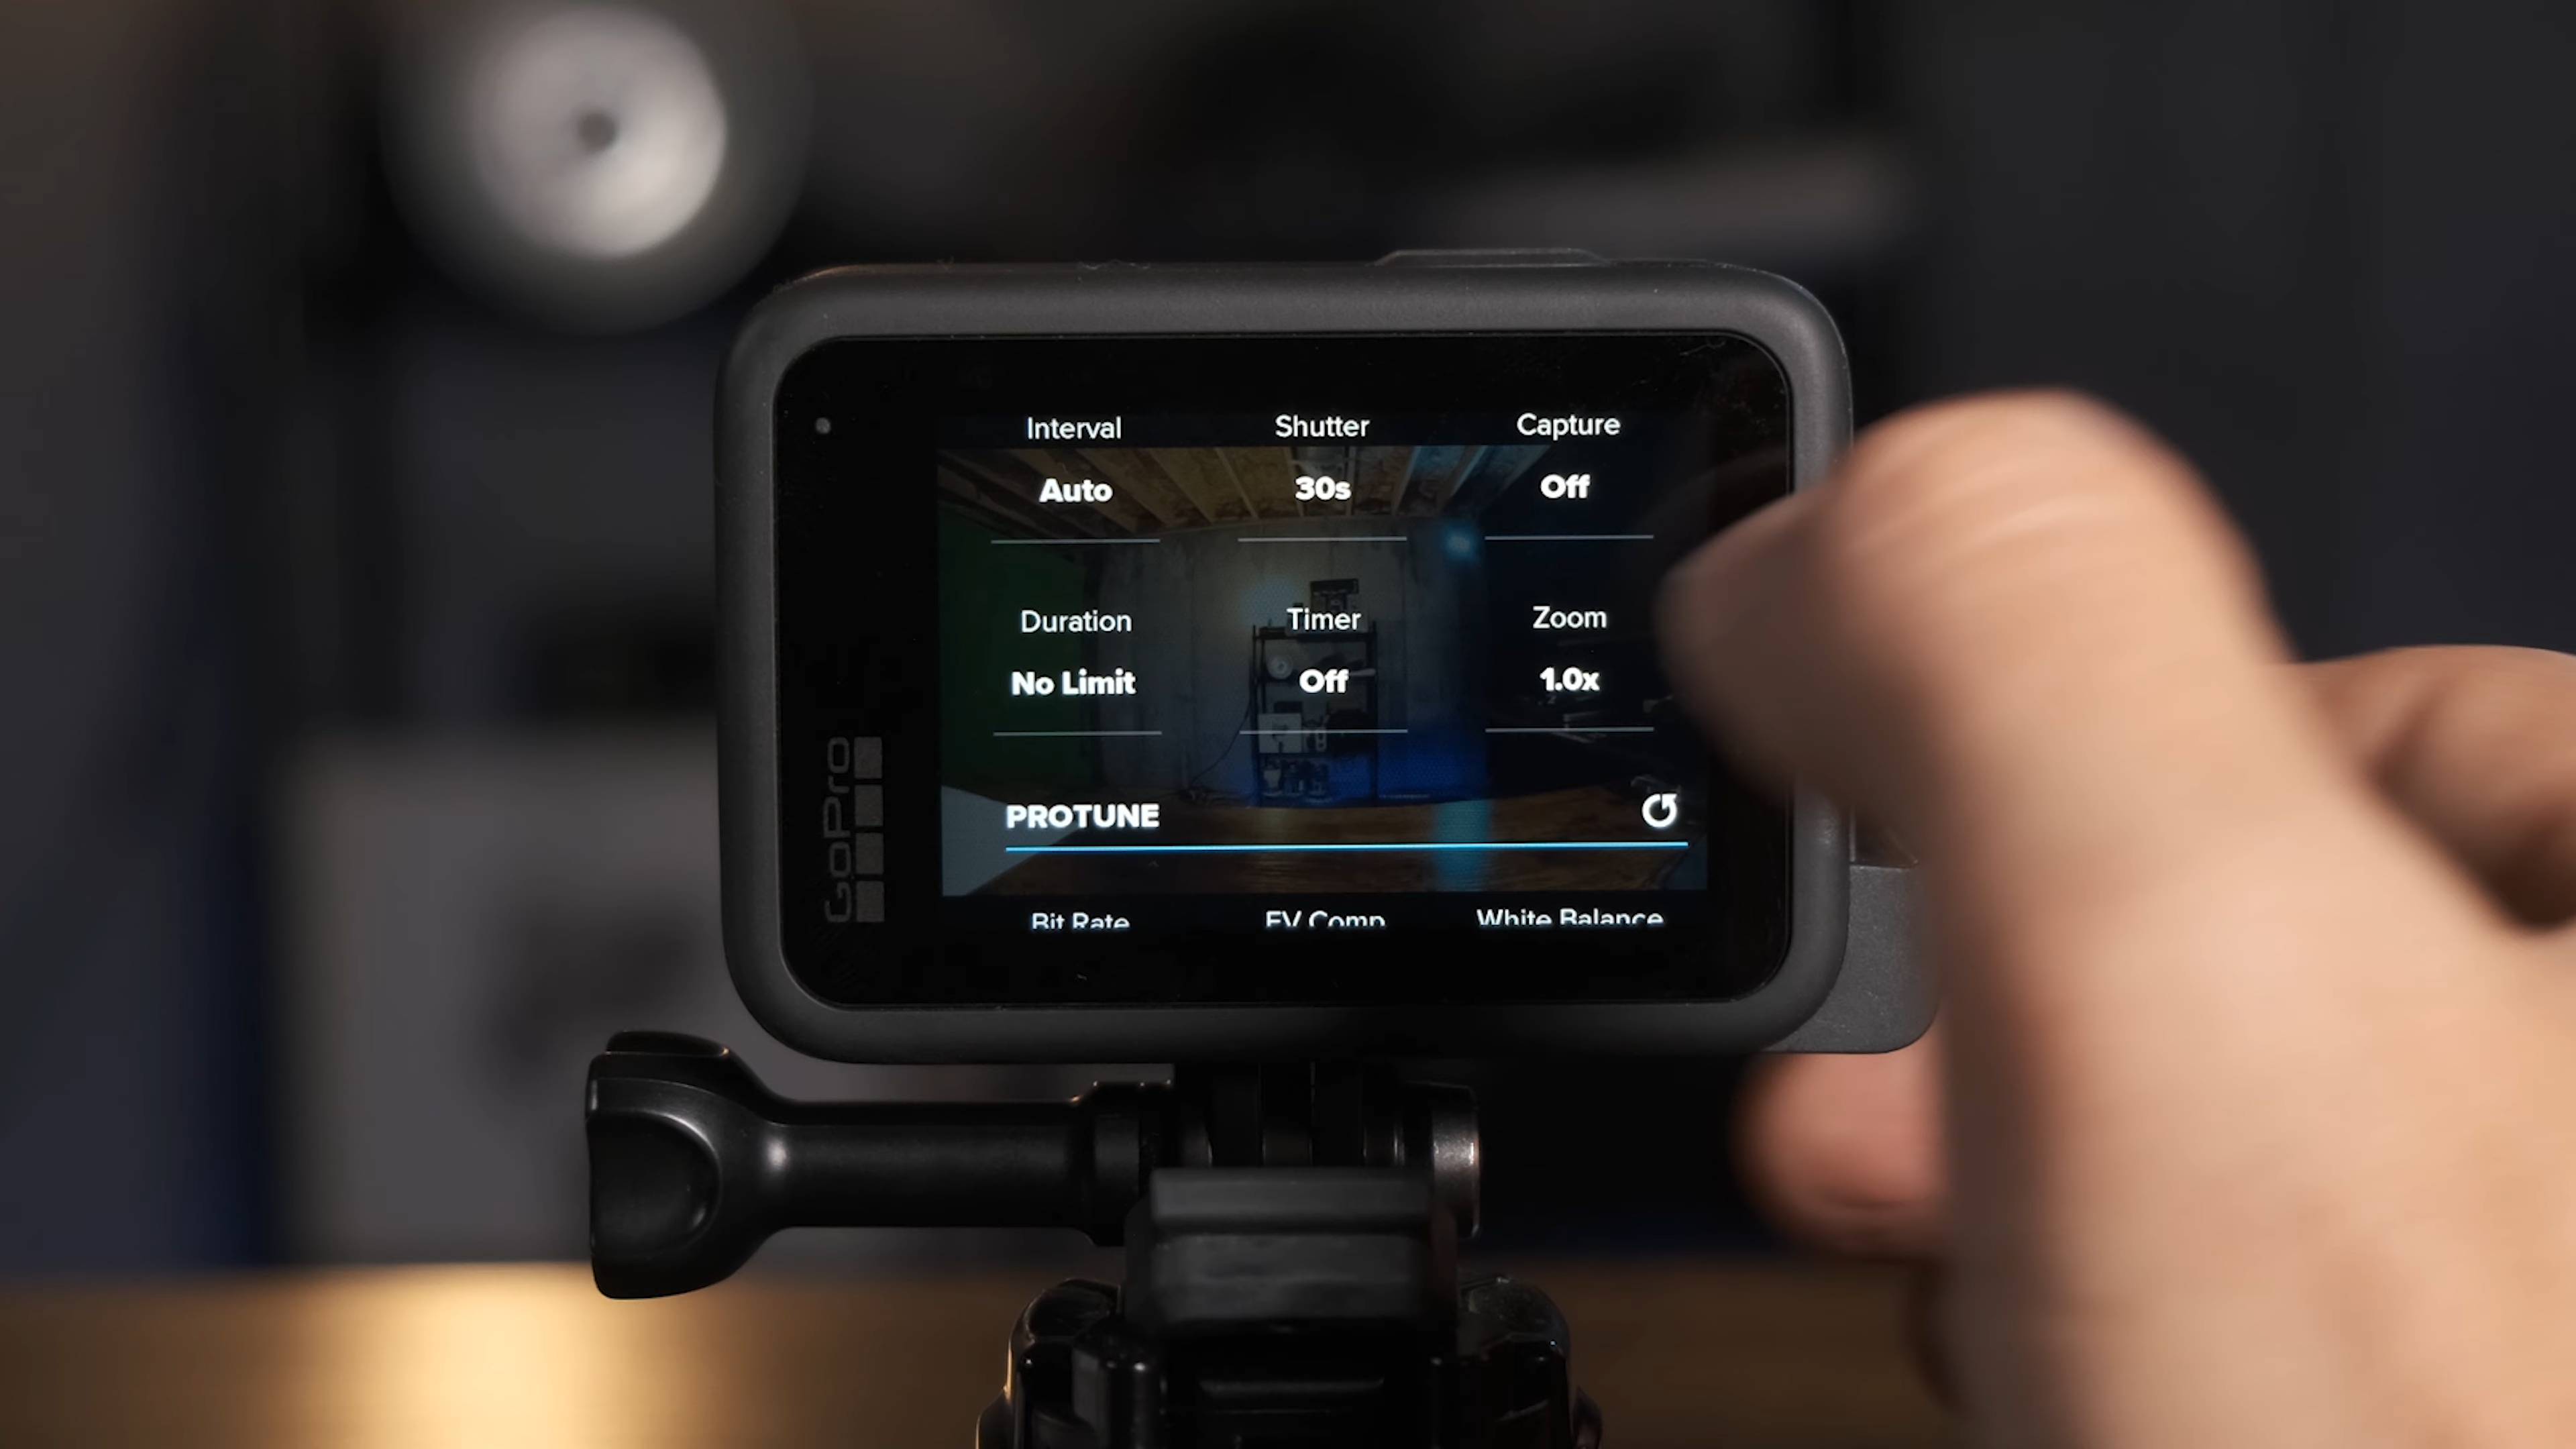 Interval Shutter Capture
Auto 30s Off
Duration Timer Zoom
No Limit Off 1.0x
PROTUNE
Bit Rate EV Comp White Balance
GoPro